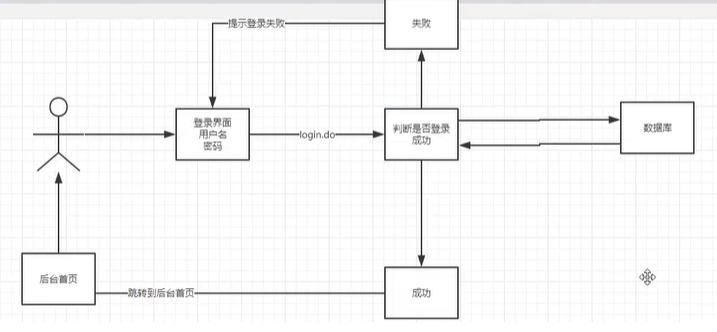 提示登录失败
失败
登录界面
用户名
密码
login.do
判断是否登录
成功
数据库
后台首页
跳转到后台首页
成功